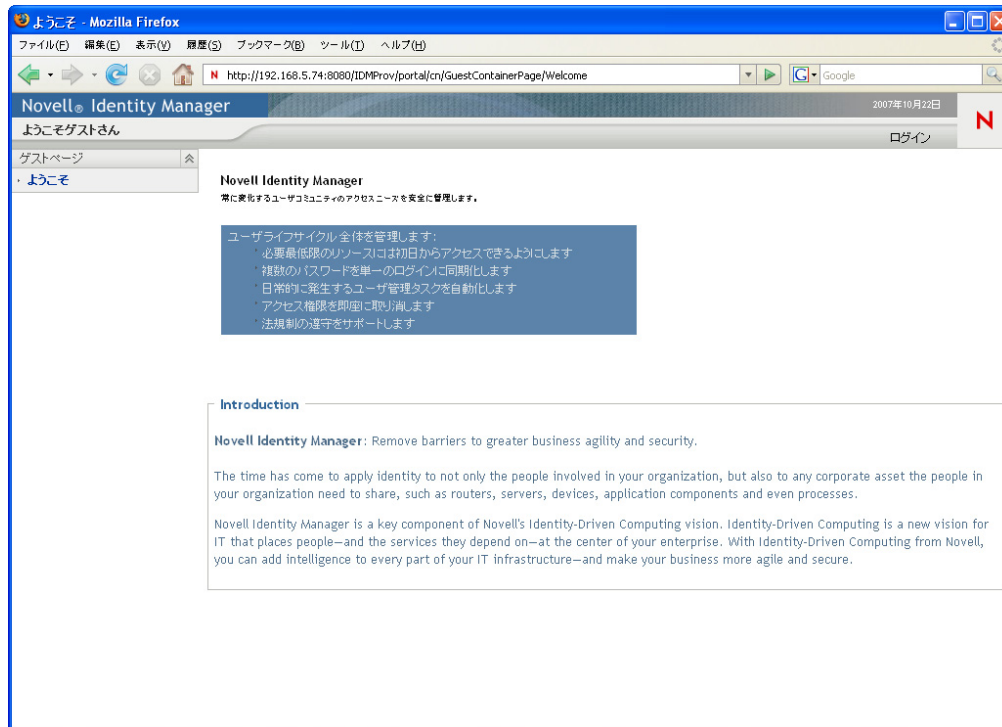 ようこそ - Mozilla Firefox
ファイル(F) 編集(E) 表示(V) 履歴(S) ブックマーク(B) ツール(T) ヘルプ(H)
N http://192.168.5.74:8080/IDMProv/portal/cn/GuestContainerPage/Welcome G Google
Novell® Identity Manager 2007年10月22日
ようこそゲストさん ログイン N
ゲストページ
・ようこそ
Novell Identity Manager
常に変化するユーザコミュニティのアクセスニーズを安全に管理します。
ユーザライフサイクル全体を管理します:
必要最低限のリソースには初日からアクセスできるようにします
複数のパスワードを単一のログインに同期化します
日常的に発生するユーザ管理タスクを自動化します
アクセス権限を即座に取り消します
法規制の遵守をサポートします
Introduction
Novell Identity Manager: Remove barriers to greater business agility and security.
The time has come to apply identity to not only the people involved in your organization, but also to any corporate asset the people in
your organization need to share, such as routers, servers, devices, application components and even processes.
Novell Identity Manager is a key component of Novell's Identity-Driven Computing vision. Identity-Driven Computing is a new vision for
IT that places people—and the services they depend on—at the center of your enterprise. With Identity-Driven Computing from Novell,
you can add intelligence to every part of your IT infrastructure—and make your business more agile and secure.